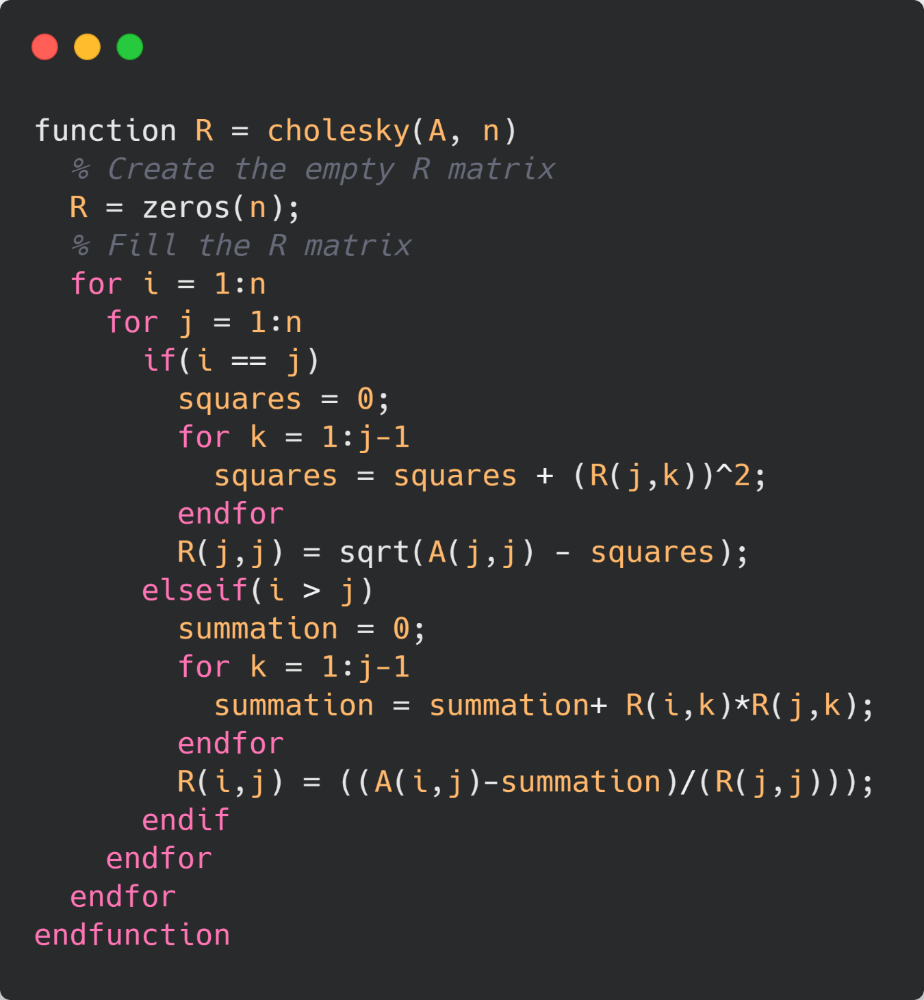 function R = cholesky(A, n)
  % Create the empty R matrix
  R = zeros(n);
  % Fill the R matrix
  for i = 1:n
    for j = 1:n
      if(i == j)
        squares = 0;
        for k = 1:j-1
          squares = squares + (R(j,k))^2;
        endfor
        R(j,j) = sqrt(A(j,j) - squares);
      elseif(i > j)
        summation = 0;
        for k = 1:j-1
          summation = summation+ R(i,k)*R(j,k);
        endfor
        R(i,j) = ((A(i,j)-summation)/(R(j,j)));
      endif
    endfor
  endfor
endfunction